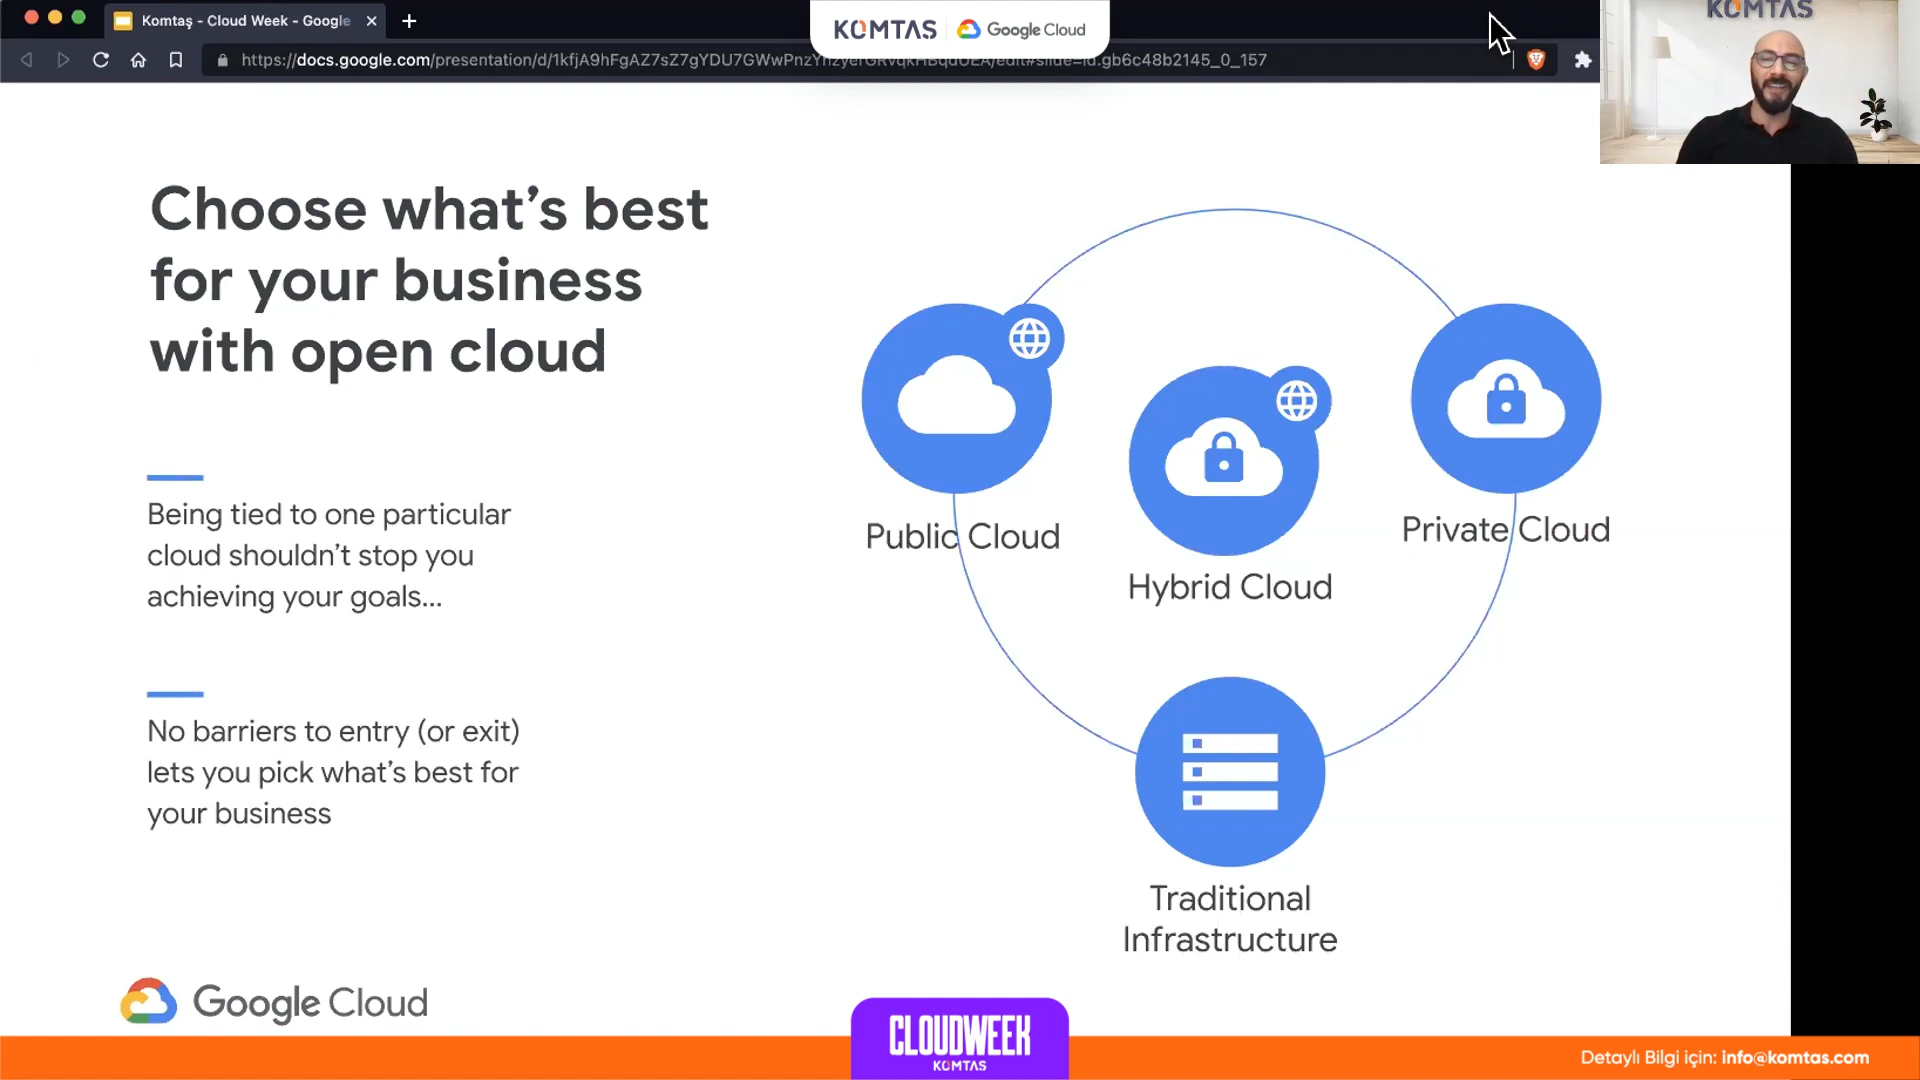 Komtaş - Cloud Week - Google
KOMTAS Google Cloud
https://docs.google.com/presentation/d/
KOMTAS
Choose what's best
for your business
with open cloud
Being tied to one particular
cloud shouldn't stop you
achieving your goals...
No barriers to entry (or exit)
lets you pick what's best for
your business
Public Cloud
Hybrid Cloud
Private Cloud
Traditional
Infrastructure
Google Cloud
CLOUDWEEK
KOMTAS
Detaylı Bilgi için: info@komtas.com